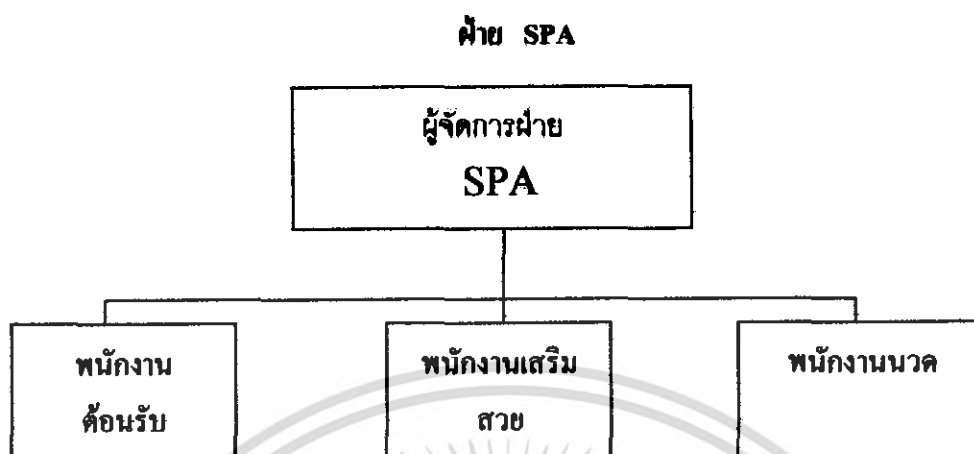 ฝ่าย SPA
ผู้จัดการฝ่าย
SPA
พนักงาน
ต้อนรับ
พนักงานเสริม
สวย
พนักงานนวด